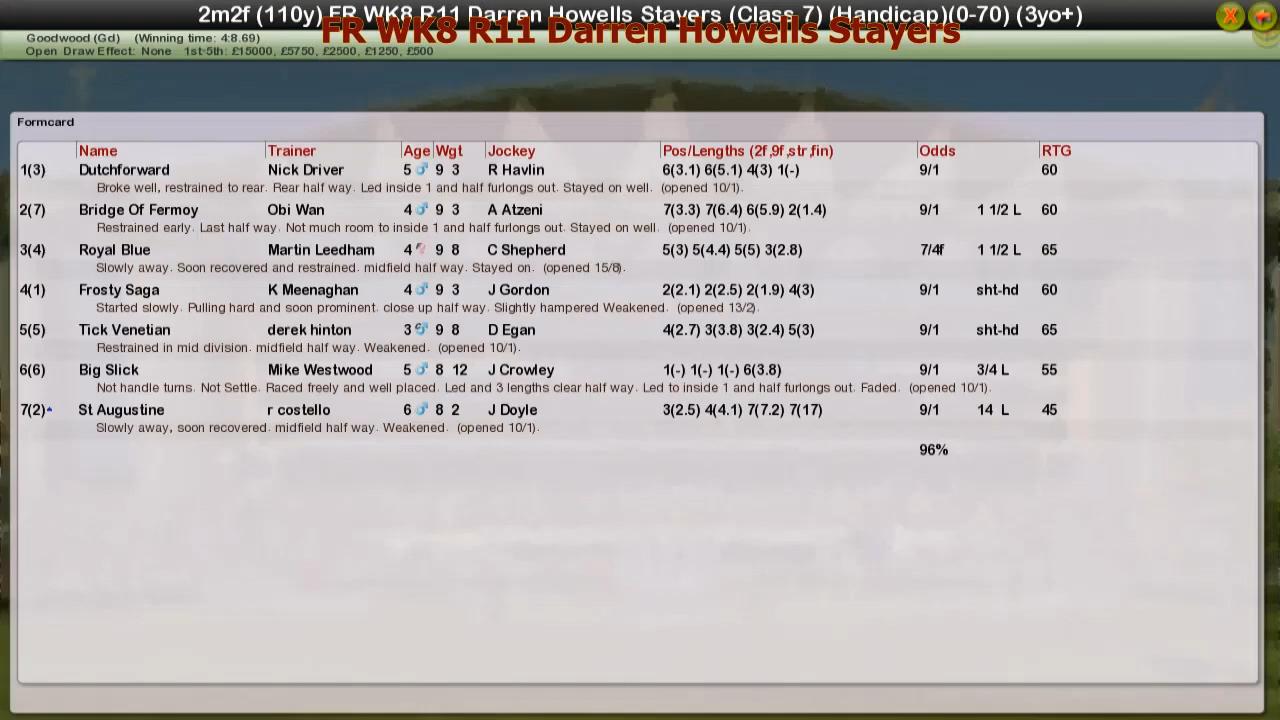 2m2f (110y) FR WK8 R11 Darren Howells Stayers (Class 7) (Handicap)(0-70) (3yo+)
FR WK8 R11 Darren Howells Stayers
Goodwood (Gd) (Winning time: 4:8.69)
Open Draw Effect: None 1st-5th: £15000, £5750, £2500, £1250, £500
Formcard
Name Trainer Age Wgt Jockey Pos/Lengths (2f,9f,str,fin) Odds RTG
1(3) Dutchforward Nick Driver 5 9 3 R Havlin 6(3.1) 6(5.1) 4(3) 1(-) 9/1 60
Broke well, restrained to rear. Rear half way. Led inside 1 and half furlongs out. Stayed on well. (opened 10/1).
2(7) Bridge Of Fermoy Obi Wan 4 9 3 A Atzeni 7(3.3) 7(6.4) 6(5.9) 2(1.4) 9/1 1 1/2 L 60
Restrained early. Last half way. Not much room to inside 1 and half furlongs out. Stayed on well. (opened 10/1).
3(4) Royal Blue Martin Leedham 4 9 8 C Shepherd 5(3) 5(4.4) 5(5) 3(2.8) 7/4f 1 1/2 L 65
Slowly away. Soon recovered and restrained. midfield half way. Stayed on. (opened 15/8).
4(1) Frosty Saga K Meenaghan 4 9 3 J Gordon 2(2.1) 2(2.5) 2(1.9) 4(3) 9/1 sht-hd 60
Started slowly. Pulling hard and soon prominent. close up half way. Slightly hampered Weakened. (opened 13/2).
5(5) Tick Venetian derek hinton 3 9 8 D Egan 4(2.7) 3(3.8) 3(2.4) 5(3) 9/1 sht-hd 65
Restrained in mid division. midfield half way. Weakened. (opened 10/1).
6(6) Big Slick Mike Westwood 5 8 12 J Crowley 1(-) 1(-) 1(-) 6(3.8) 9/1 3/4 L 55
Not handle turns. Not Settle. Raced freely and well placed. Led and 3 lengths clear half way. Led to inside 1 and half furlongs out. Faded. (opened 10/1).
7(2) St Augustine r costello 6 8 2 J Doyle 3(2.5) 4(4.1) 7(7.2) 7(17) 9/1 14 L 45
Slowly away, soon recovered. midfield half way. Weakened. (opened 10/1).
96%